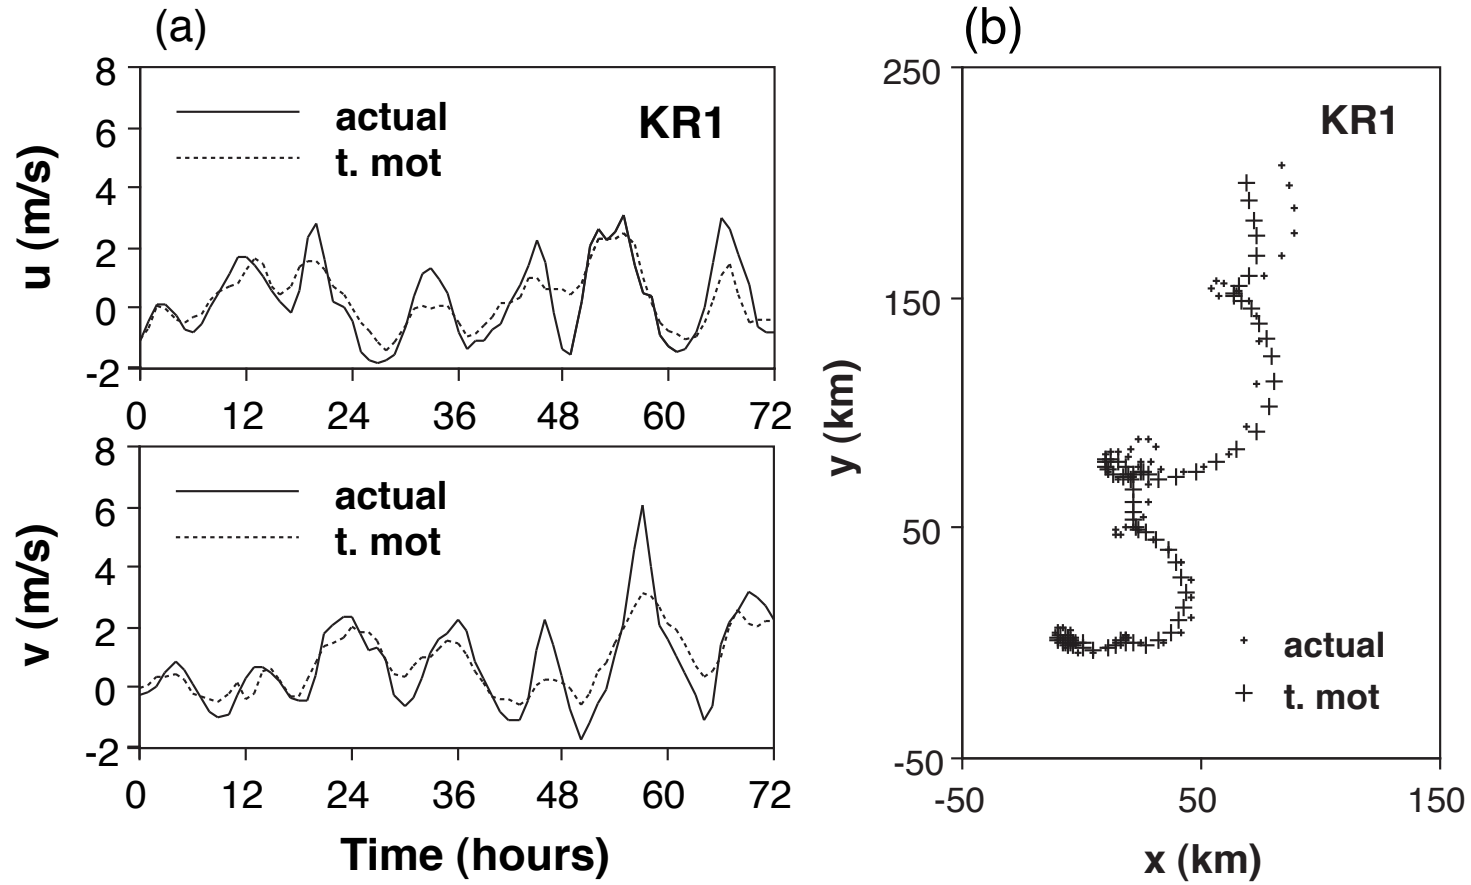 (a)
8
6
4
2
0
-2
u (m/s)
actual
t. mot
KR1
0 12 24 36 48 60 72
8
6
4
2
0
-2
v (m/s)
actual
t. mot
0 12 24 36 48 60 72
Time (hours)
(b)
250
150
50
-50
y (km)
KR1
actual
t. mot
-50 50 150
x (km)